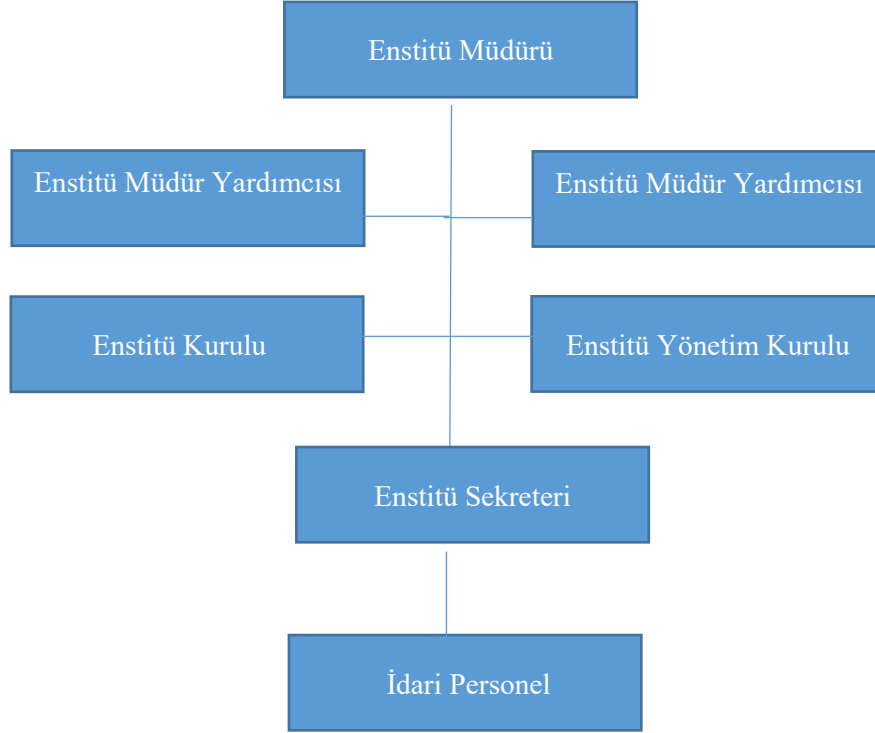 Enstitü Müdürü
Enstitü Müdür Yardımcısı
Enstitü Müdür Yardımcısı
Enstitü Kurulu
Enstitü Yönetim Kurulu
Enstitü Sekreteri
İdari Personel